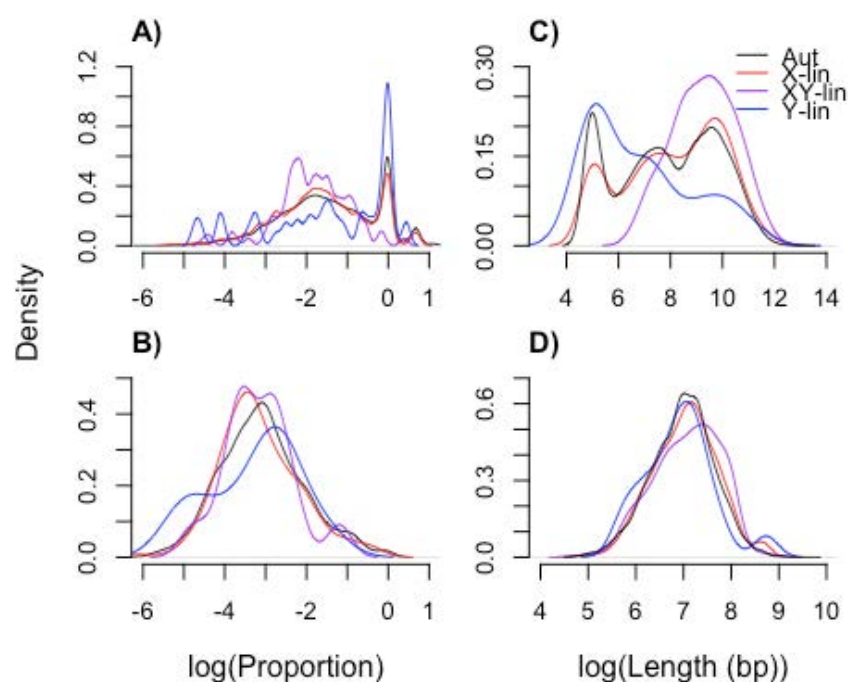 A)
1.2
0.8
0.4
0.0
-6 -4 -2 0 1
C)
0.30
0.15
0.00
4 6 8 10 12 14
Aut
X-lin
XY-lin
Y-lin
Density
B)
0.4
0.2
0.0
-6 -4 -2 0 1
log(Proportion)
D)
0.6
0.3
0.0
4 5 6 7 8 9 10
log(Length (bp))